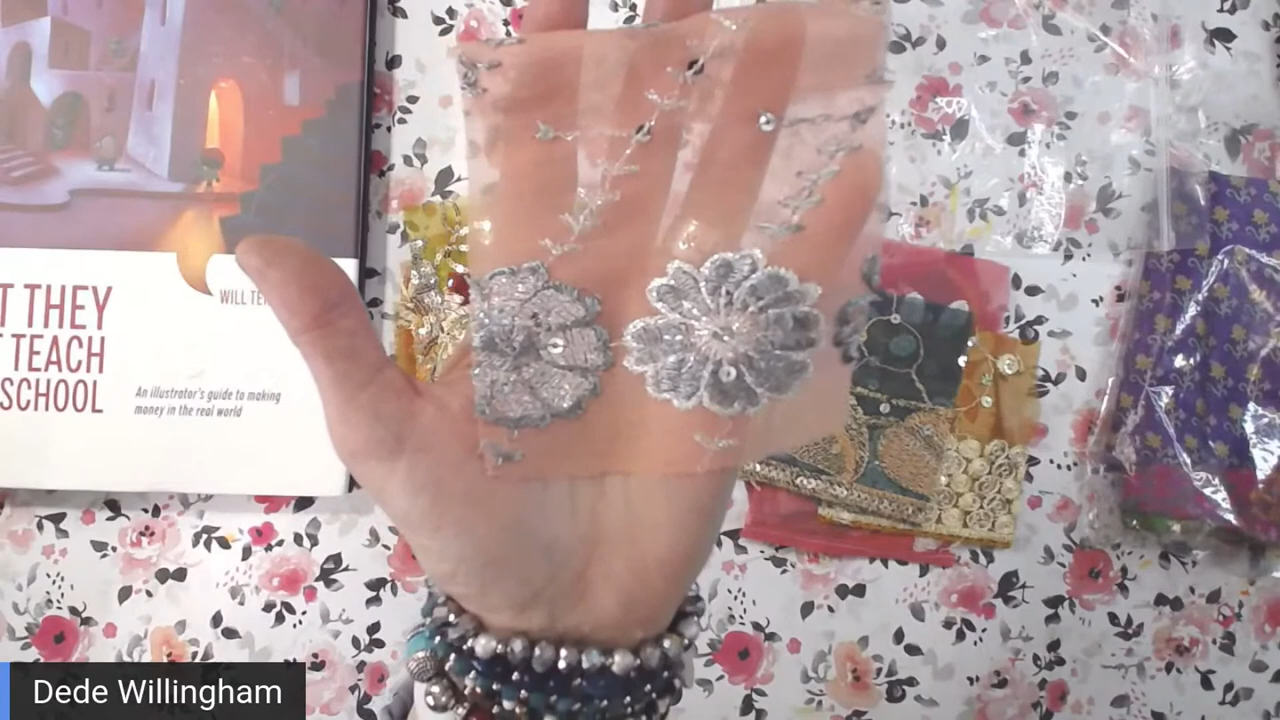 T THEY
T TEACH
SCHOOL
WILL TE
An illustrator's guide to making
money in the real world
Dede Willingham